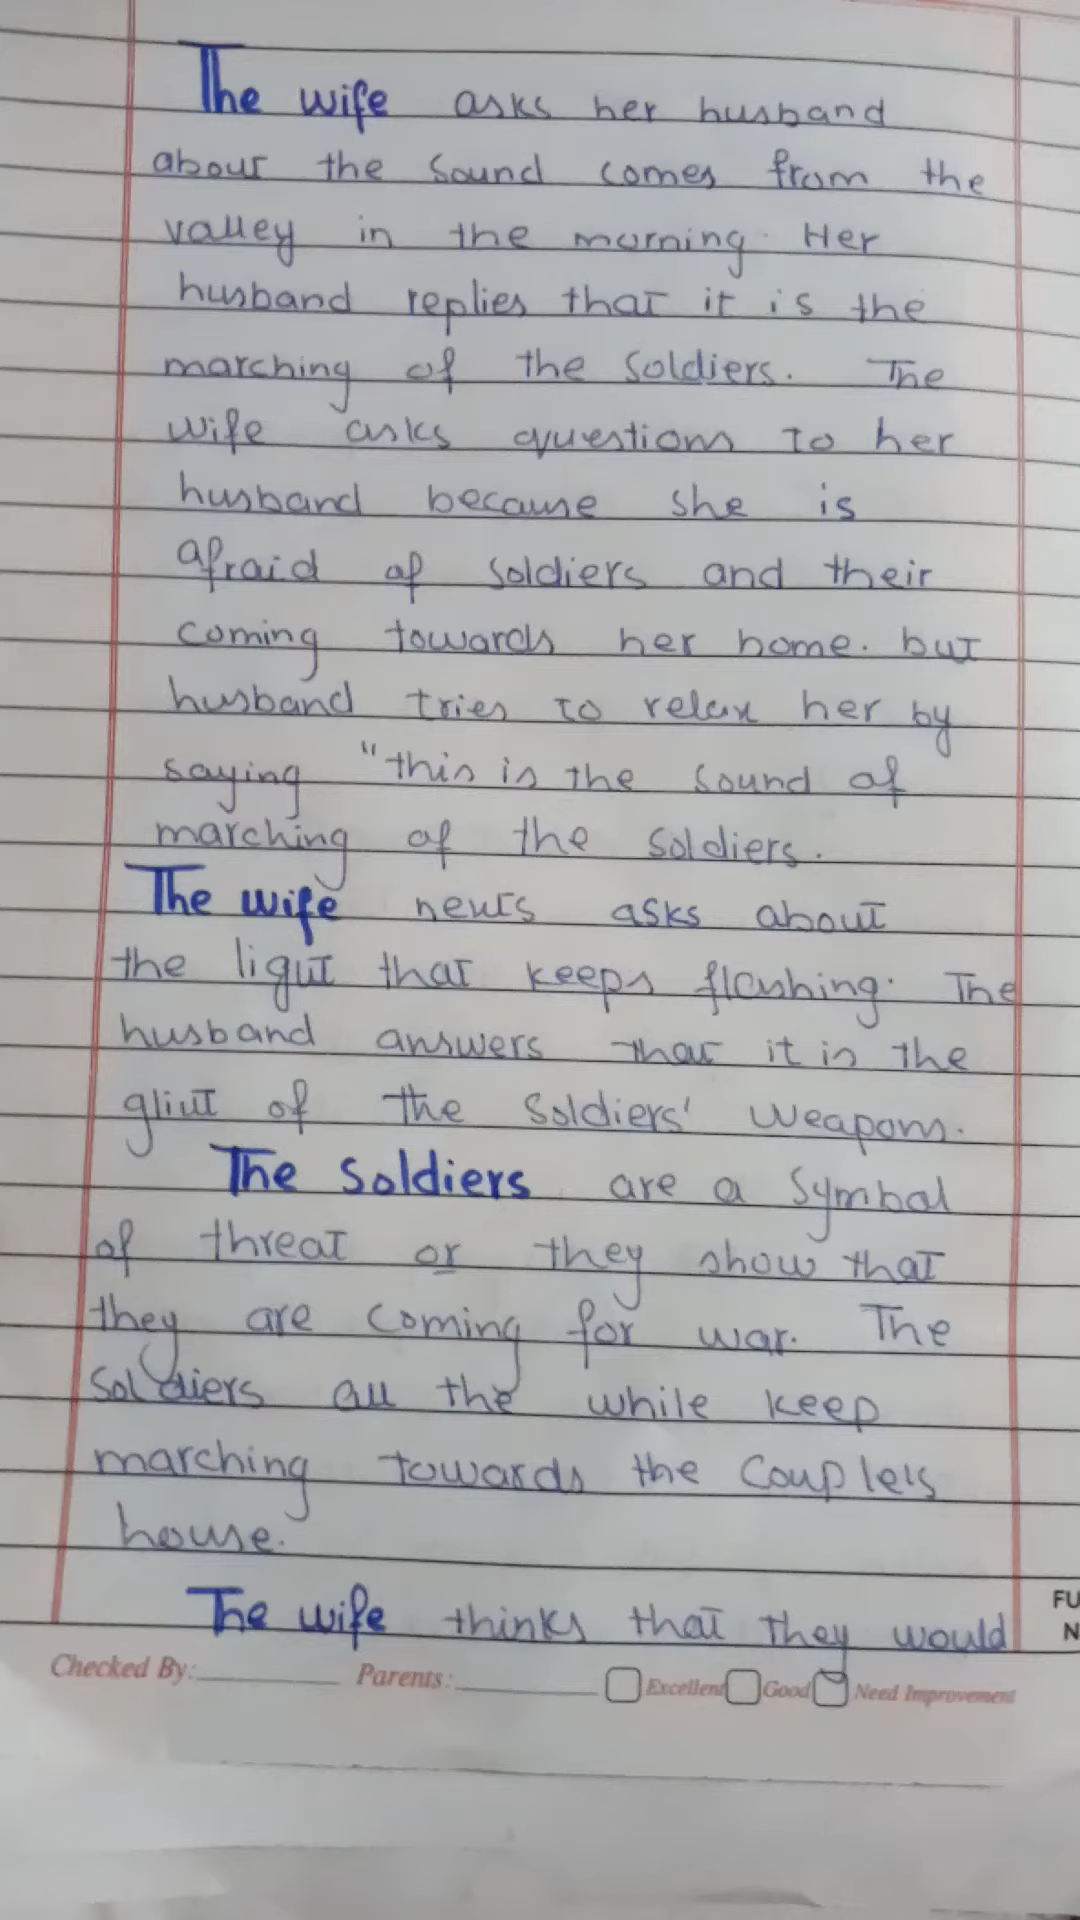 The wife asks her husband
about the sound comes from the
valley in the morning. Her
husband replies that it is the
marching of the soldiers. The
wife asks questions to her
husband because she is
afraid of soldiers and their
coming towards her home. but
husband tries to relax her by
saying "this is the sound of
marching of the soldiers.
The wife asks about
the light that keeps flashing. The
husband answers that it is the
glint of the soldiers' weapons.
The soldiers are a symbol
of threat or they show that
they are coming for war. The
soldiers all the while keep
marching towards the
house.
The wife thinks that they would
FU
N
Checked By: Parents: Excellent Good Need Improvement